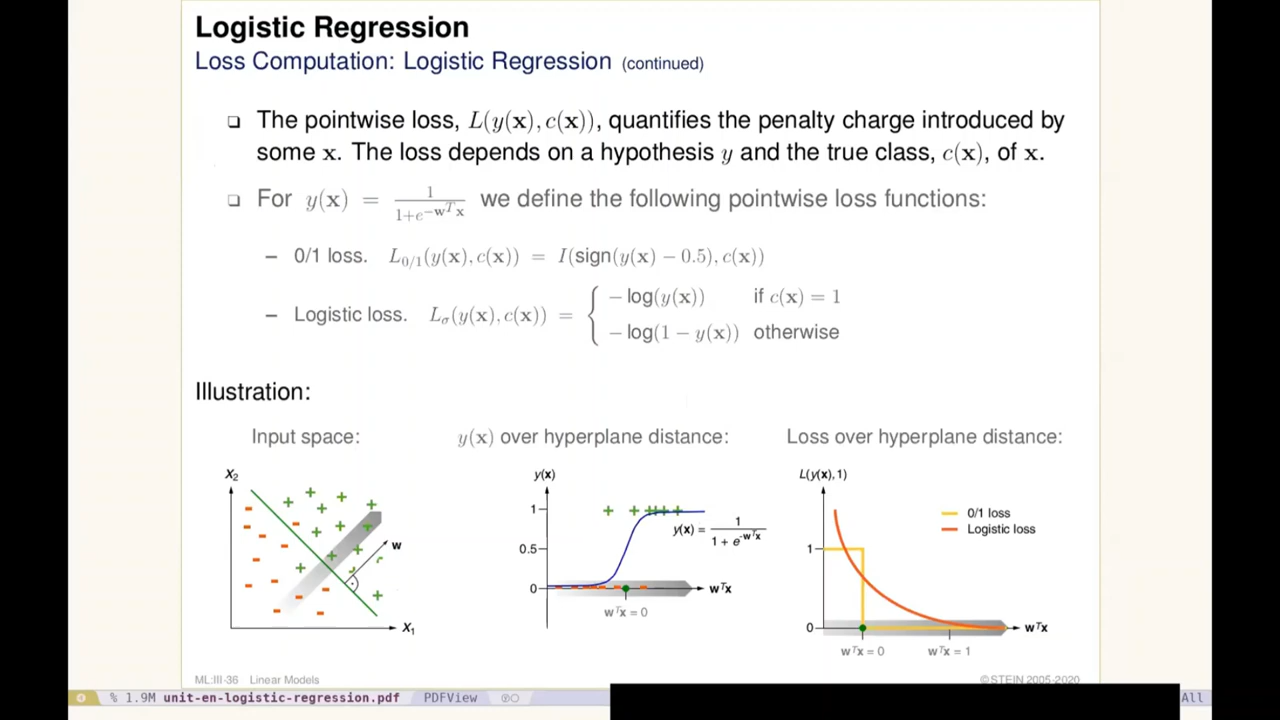 Logistic Regression
Loss Computation: Logistic Regression (continued)
❑ The pointwise loss, L(y(x), c(x)), quantifies the penalty charge introduced by
some x. The loss depends on a hypothesis y and the true class, c(x), of x.
❑ For y(x) = 1/(1+e^{-w^T x}) we define the following pointwise loss functions:
– 0/1 loss. L_{0/1}(y(x), c(x)) = I(sign(y(x) − 0.5), c(x))
– Logistic loss. L_σ(y(x), c(x)) = { − log(y(x)) if c(x) = 1
− log(1 − y(x)) otherwise
Illustration:
Input space:
X₂
w
X₁
y(x) over hyperplane distance:
y(x)
1
y(x) = 1/(1 + e^{-w^T x})
0.5
0
w^T x
w^T x = 0
Loss over hyperplane distance:
L(y(x), 1)
0/1 loss
Logistic loss
1
0
w^T x
w^T x = 0
w^T x = 1
ML:III-36 Linear Models
© STEIN 2005-2020
% 1.9M unit-en-logistic-regression.pdf PDFView
All